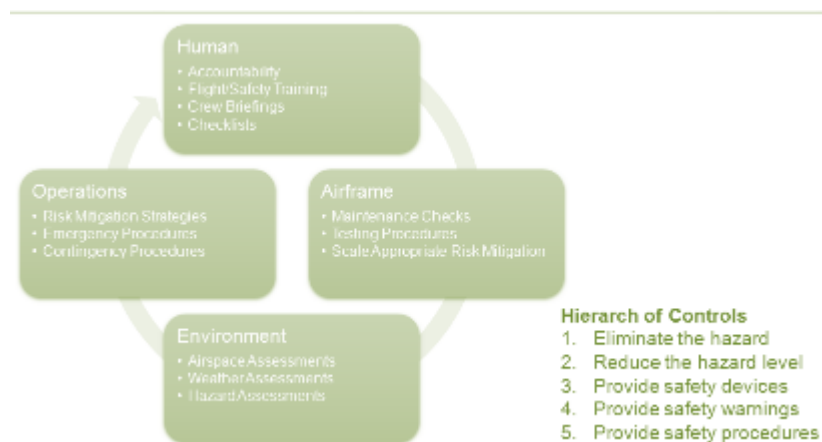 Human
• Accountability
• Flight/Safety Training
• Crew Briefings
• Checklists
Operations
• Risk Mitigation Strategies
• Emergency Procedures
• Contingency Procedures
Airframe
• Maintenance Checks
• Testing Procedures
• Scale Appropriate Risk Mitigation
Environment
• Airspace Assessments
• Weather Assessments
• Hazard Assessments
Hierarch of Controls
1. Eliminate the hazard
2. Reduce the hazard level
3. Provide safety devices
4. Provide safety warnings
5. Provide safety procedures